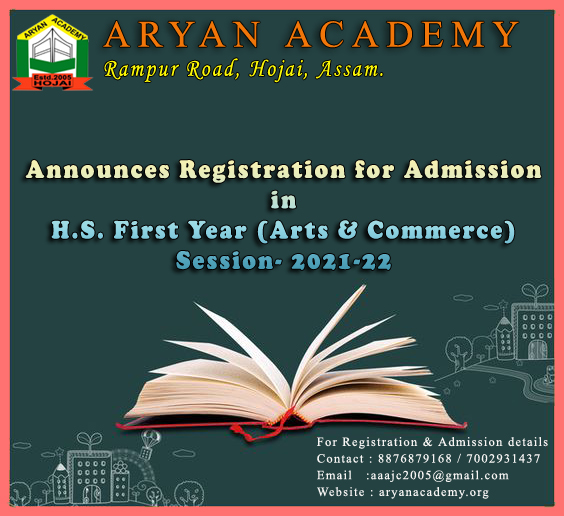 ARYAN ACADEMY
Estd.2005
HOJAI
ARYAN ACADEMY
Rampur Road, Hojai, Assam.
Announces Registration for Admission
in
H.S. First Year (Arts & Commerce)
Session- 2021-22
For Registration & Admission details
Contact : 8876879168 / 7002931437
Email :aaajc2005@gmail.com
Website : aryanacademy.org